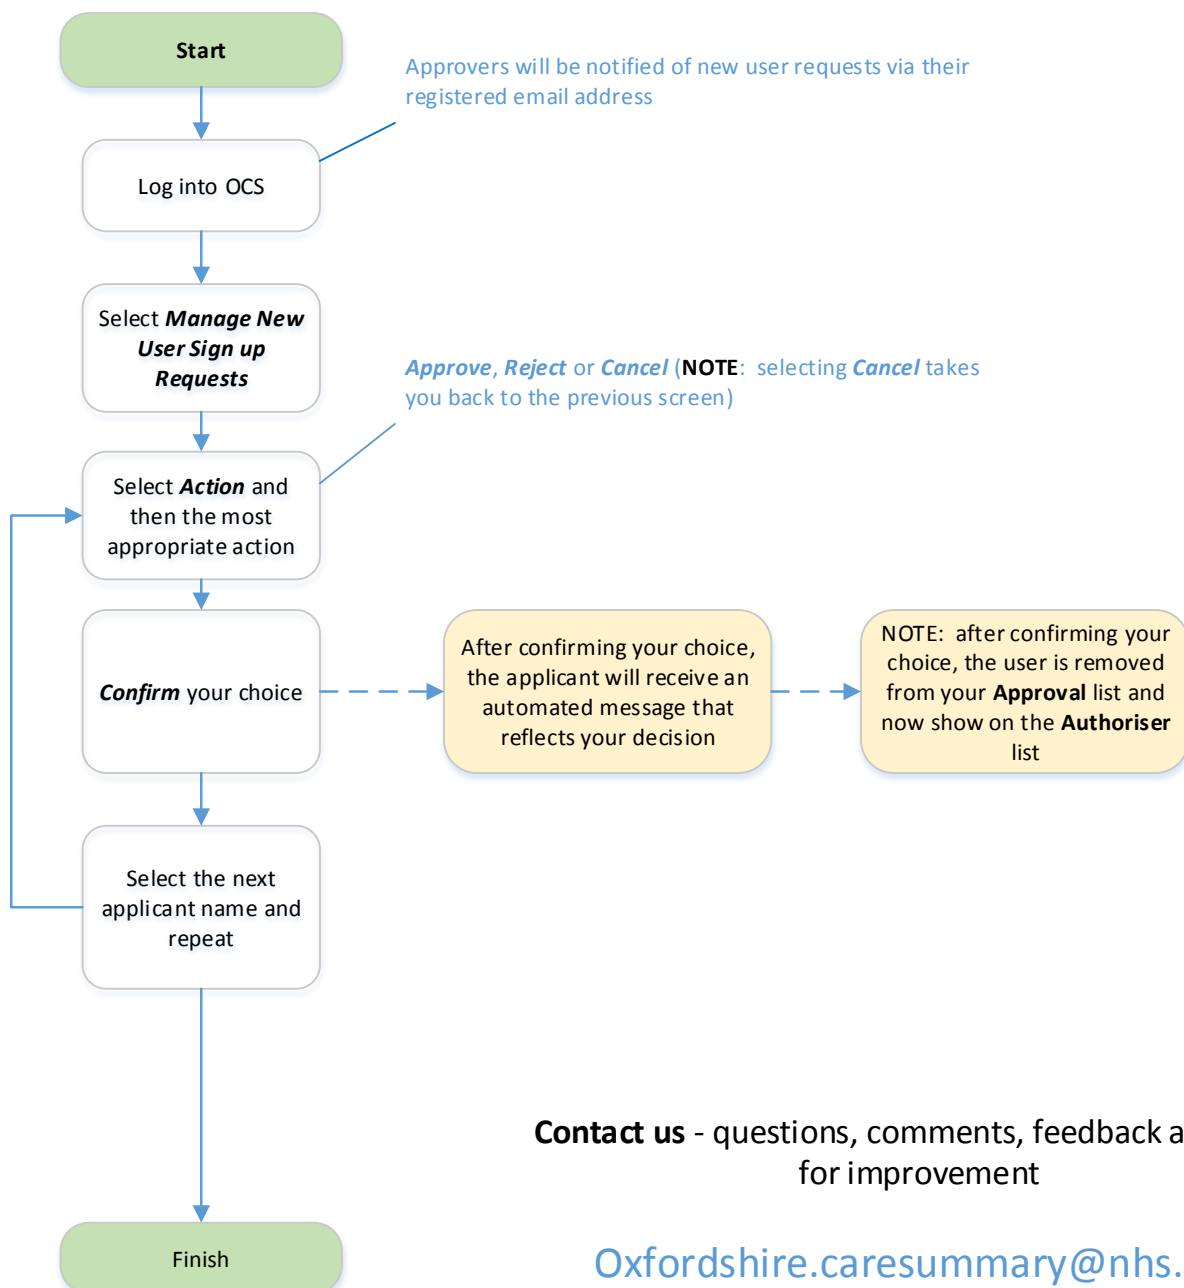 Start
Approvers will be notified of new user requests via their
registered email address
Log into OCS
Select Manage New
User Sign up
Requests
Approve, Reject or Cancel (NOTE:  selecting Cancel takes
you back to the previous screen)
Select Action and
then the most
appropriate action
Confirm your choice
After confirming your choice,
the applicant will receive an
automated message that
reflects your decision
NOTE:  after confirming your
choice, the user is removed
from your Approval list and
now show on the Authoriser
list
Select the next
applicant name and
repeat
Contact us - questions, comments, feedback a
for improvement
Finish
Oxfordshire.caresummary@nhs.